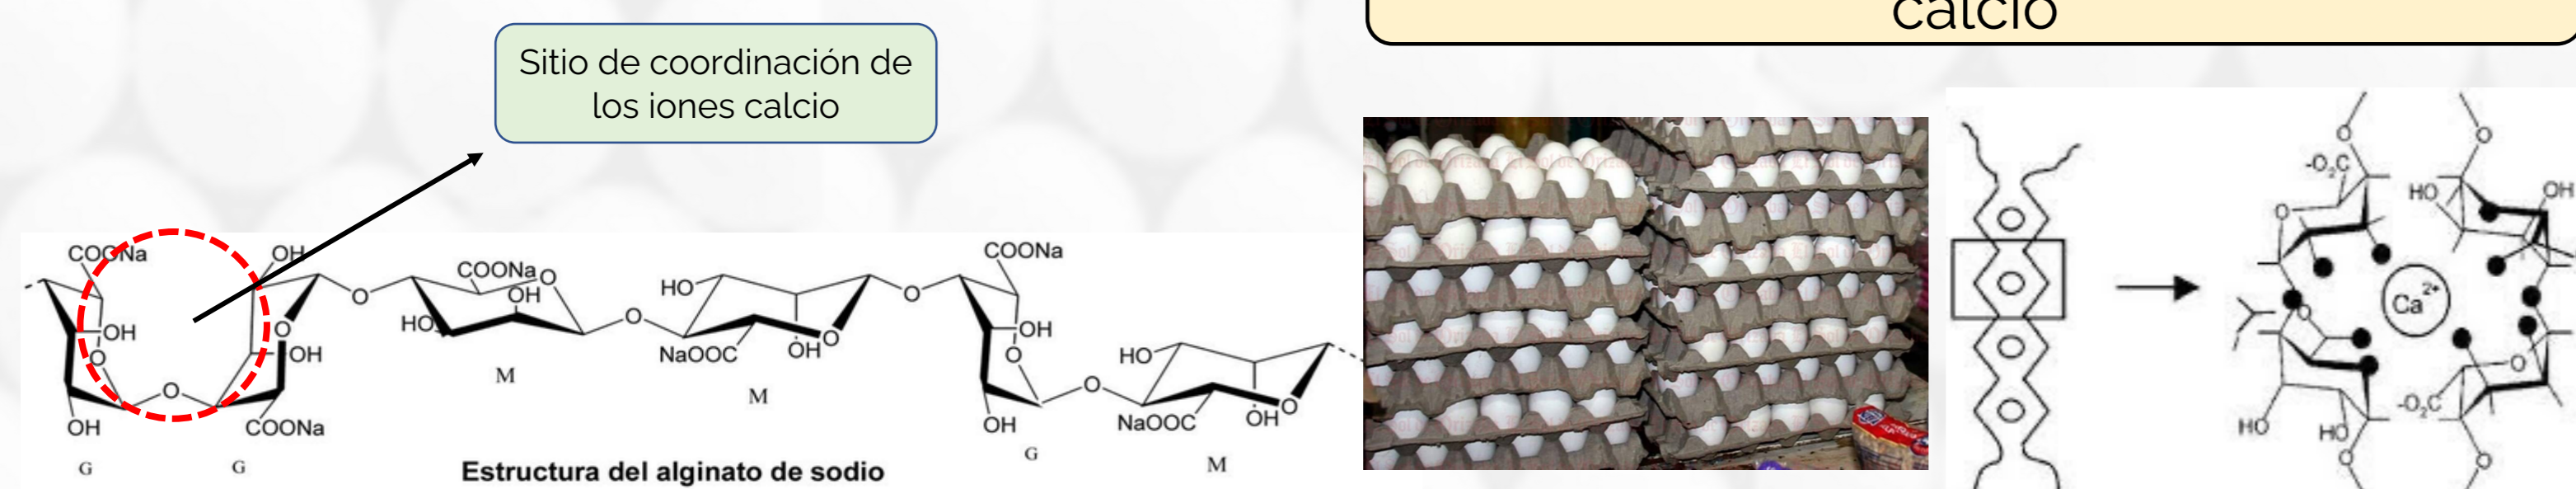 calcio
Sitio de coordinación de
los iones calcio
COONa
OH
OH
O
OH
O
O
OH
COONa
G
G
O
COONa
O
OH
HO
M
O
HO
NaOOC
OH
O
M
O
COONa
OH
O
OH
G
O
HO
NaOOC
OH
O
M
Estructura del alginato de sodio
O
O
-O₂C
HO
OH
O
Ca²⁺
O
O
-O₂C
HO
HO
O
O